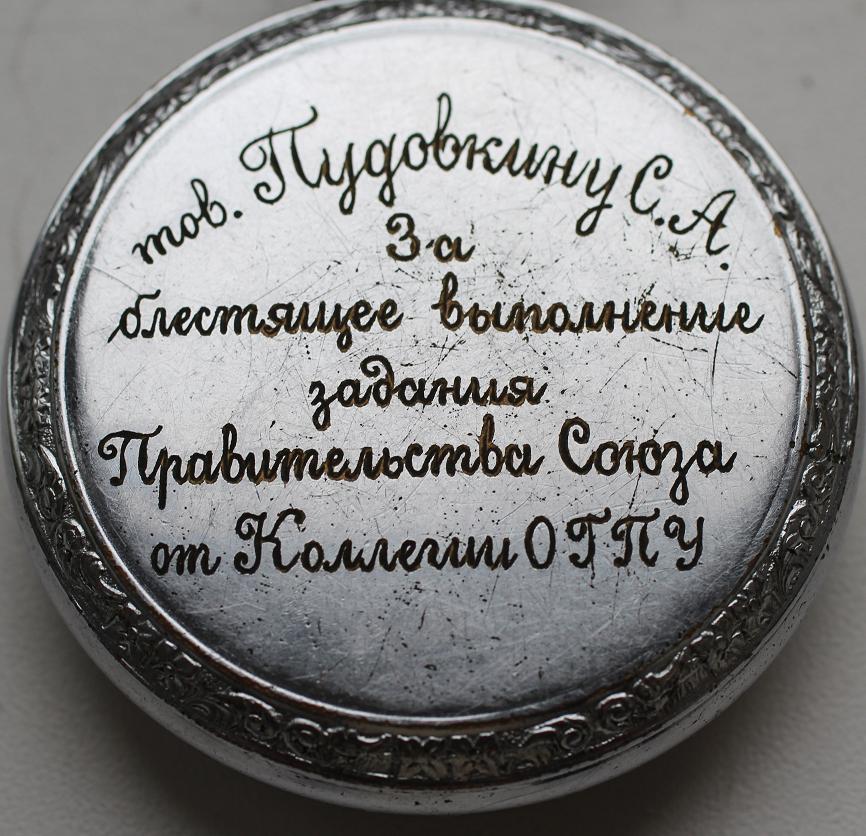 тов. Пудовкину С.А.
За
блестящее выполнение
задания
Правительства Союза
от Коллегии ОГПУ